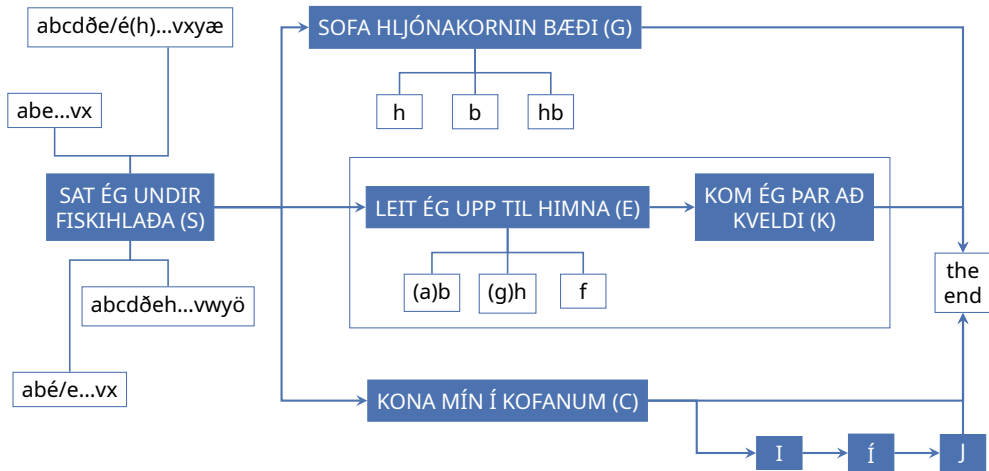 abcdðe/é(h)...vxyæ
abe...vx
SAT ÉG UNDIR
FISKIHLAÐA (S)
abcdðeh...vwyö
abé/e...vx
SOFA HLJÓNAKORNIN BÆÐI (G)
h
b
hb
LEIT ÉG UPP TIL HIMNA (E)
(a)b
(g)h
f
KOM ÉG ÞAR AÐ
KVELDI (K)
KONA MÍN Í KOFANUM (C)
I
Í
J
the
end